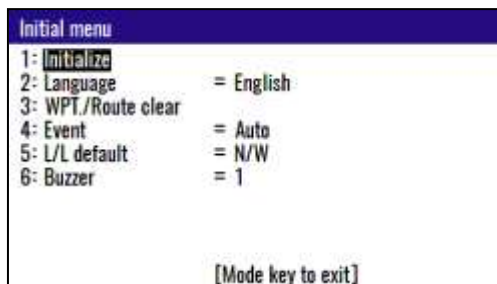 Initial menu
1: Initialize
2: Language = English
3: WPT./Route clear
4: Event = Auto
5: L/L default = N/W
6: Buzzer = 1
[Mode key to exit]